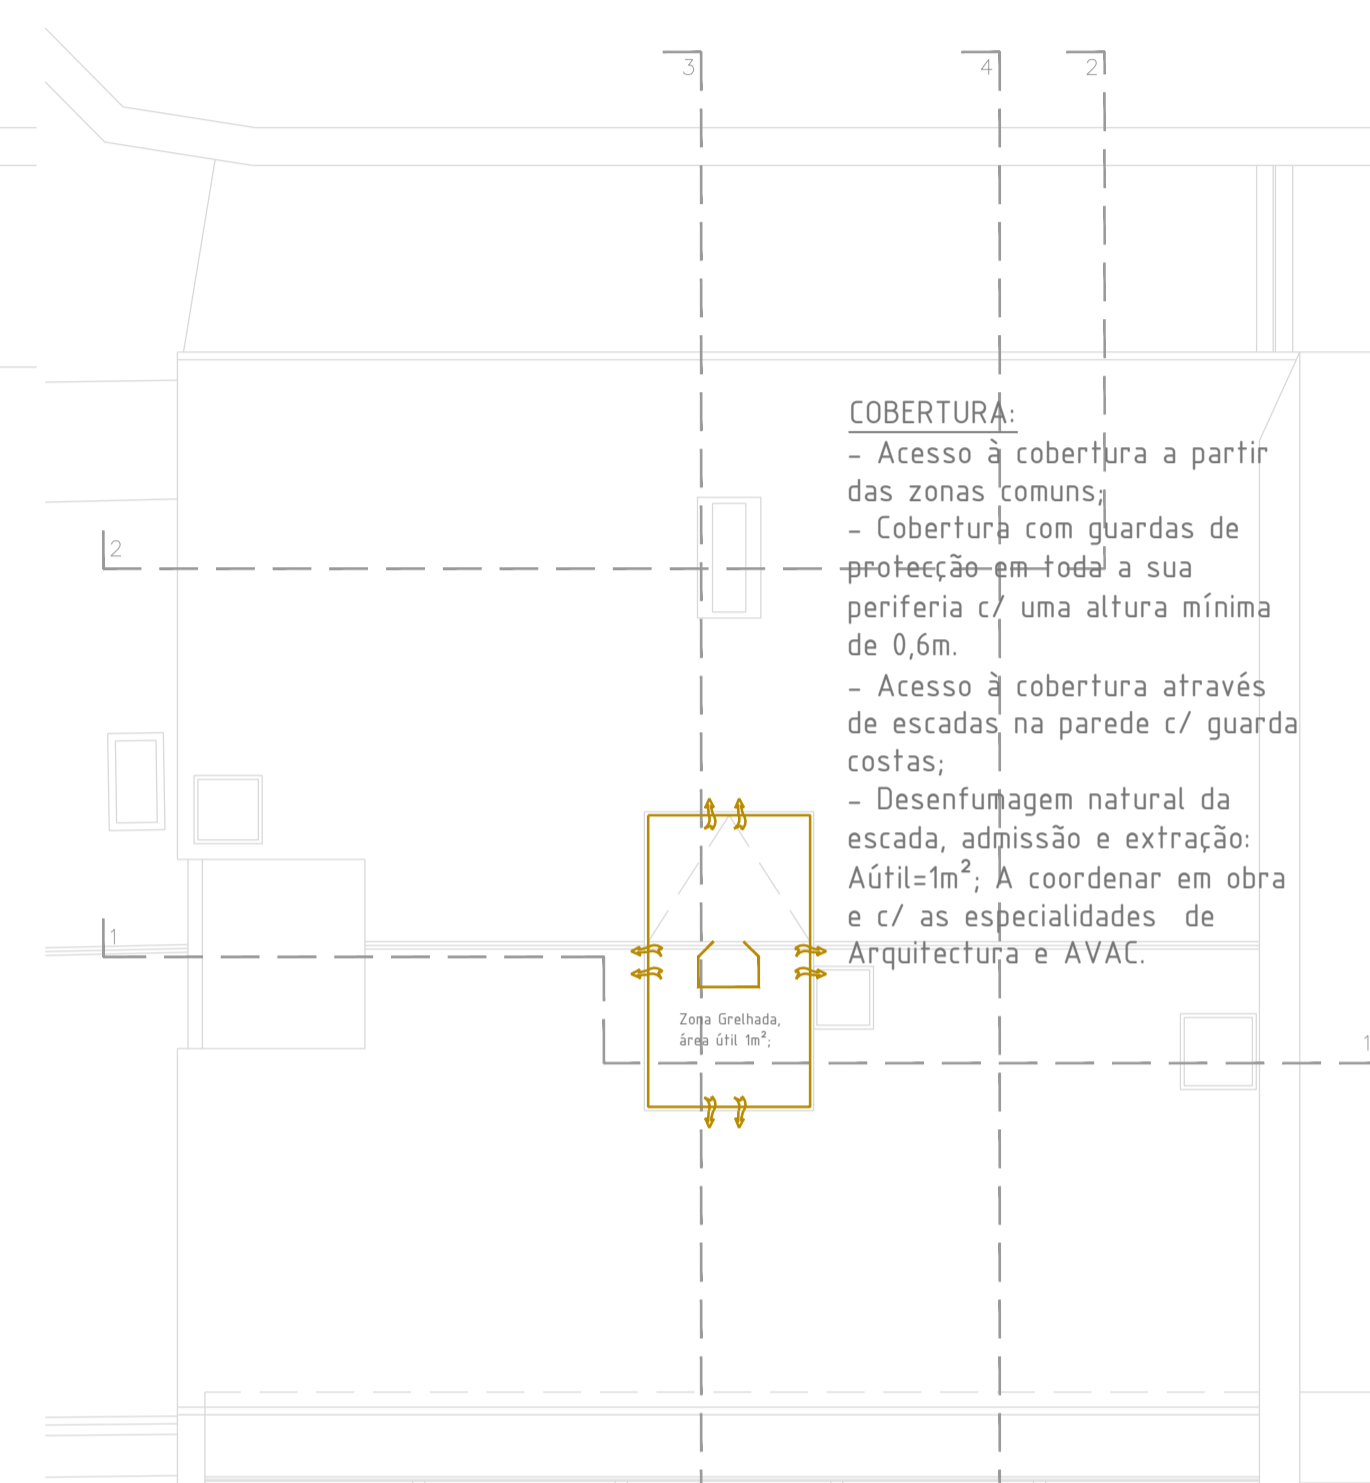 3
4
2
COBERTURA:
- Acesso à cobertura a partir
das zonas comuns;
- Cobertura com guardas de
protecção em toda a sua
periferia c/ uma altura mínima
de 0,6m.
- Acesso à cobertura através
de escadas na parede c/ guarda
costas;
- Desenfumagem natural da
escada, admissão e extração:
Aútil=1m²; A coordenar em obra
e c/ as especialidades de
Arquitectura e AVAC.
2
1
Zona Grelhada,
área útil 1m²;
1